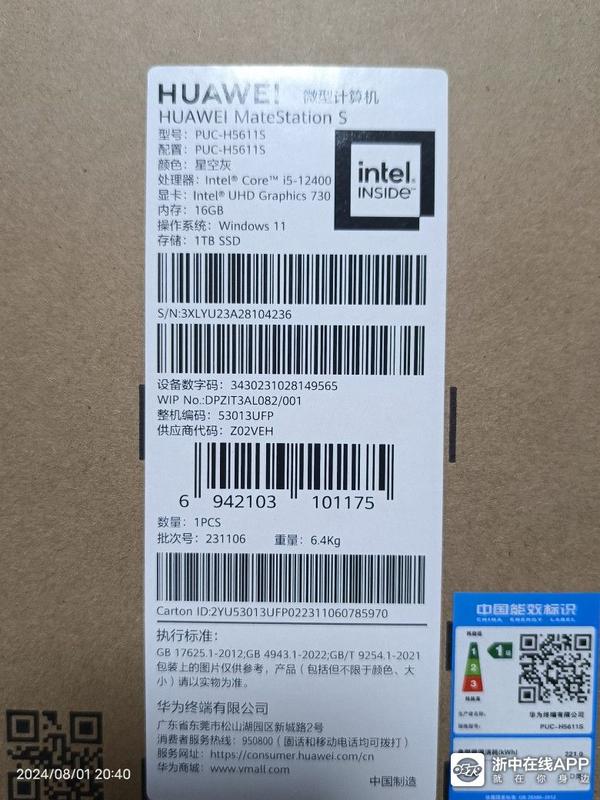 HUAWEI 微型计算机
HUAWEI MateStation S
型号：PUC-H5611S
配置：PUC-H5611S
颜色：星空灰
处理器：Intel® Core™ i5-12400
显卡：Intel® UHD Graphics 730
内存：16GB
操作系统：Windows 11
存储：1TB SSD
intel
INSIDE™
S/N:3XLYU23A28104236
设备数字码：3430231028149565
WIP No.:DPZIT3AL082/001
整机编码：53013UFP
供应商代码：Z02VEH
6 942103 101175
数量：1PCS
批次号：231106 重量：6.4Kg
Carton ID:2YU53013UFP022311060785970
执行标准：
GB 17625.1-2012;GB 4943.1-2022;GB/T 9254.1-2021
包装上的图片仅供参考，产品（包括但不限于颜色、大
小）请以实物为准。
华为终端有限公司
广东省东莞市松山湖园区新城路2号
消费者服务热线：950800（固话和移动电话均可拨打）
服务网址：https://consumer.huawei.com/cn
华为商城：www.vmall.com
中国制造
中国能效标识
CHINA ENERGY LABEL
1
2
3
1级
华为终端有限公司
PUC-H5611S
2024/08/01 20:40
浙中在线APP
就在你身边